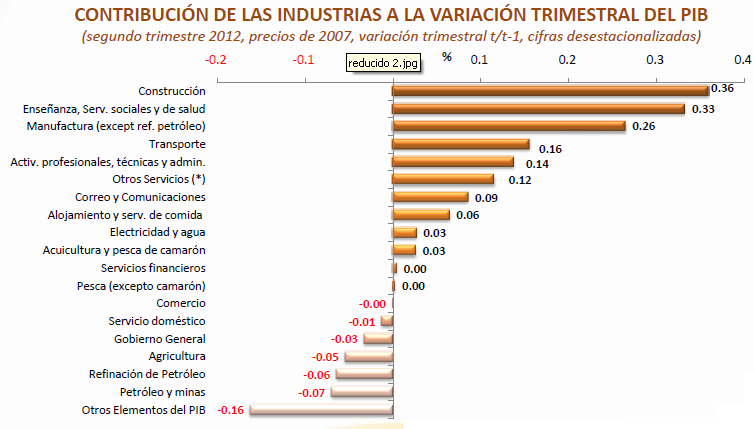 CONTRIBUCIÓN DE LAS INDUSTRIAS A LA VARIACIÓN TRIMESTRAL DEL PIB
(segundo trimestre 2012, precios de 2007, variación trimestral t/t-1, cifras desestacionalizadas)
-0.2 -0.1 reducido 2.jpg % 0.1 0.2 0.3 0.4
Construcción 0.36
Enseñanza, Serv. sociales y de salud 0.33
Manufactura (except ref. petróleo) 0.26
Transporte 0.16
Activ. profesionales, técnicas y admin. 0.14
Otros Servicios (*) 0.12
Correo y Comunicaciones 0.09
Alojamiento y serv. de comida 0.06
Electricidad y agua 0.03
Acuicultura y pesca de camarón 0.03
Servicios financieros 0.00
Pesca (excepto camarón) 0.00
Comercio -0.00
Servicio doméstico -0.01
Gobierno General -0.03
Agricultura -0.05
Refinación de Petróleo -0.06
Petróleo y minas -0.07
Otros Elementos del PIB -0.16